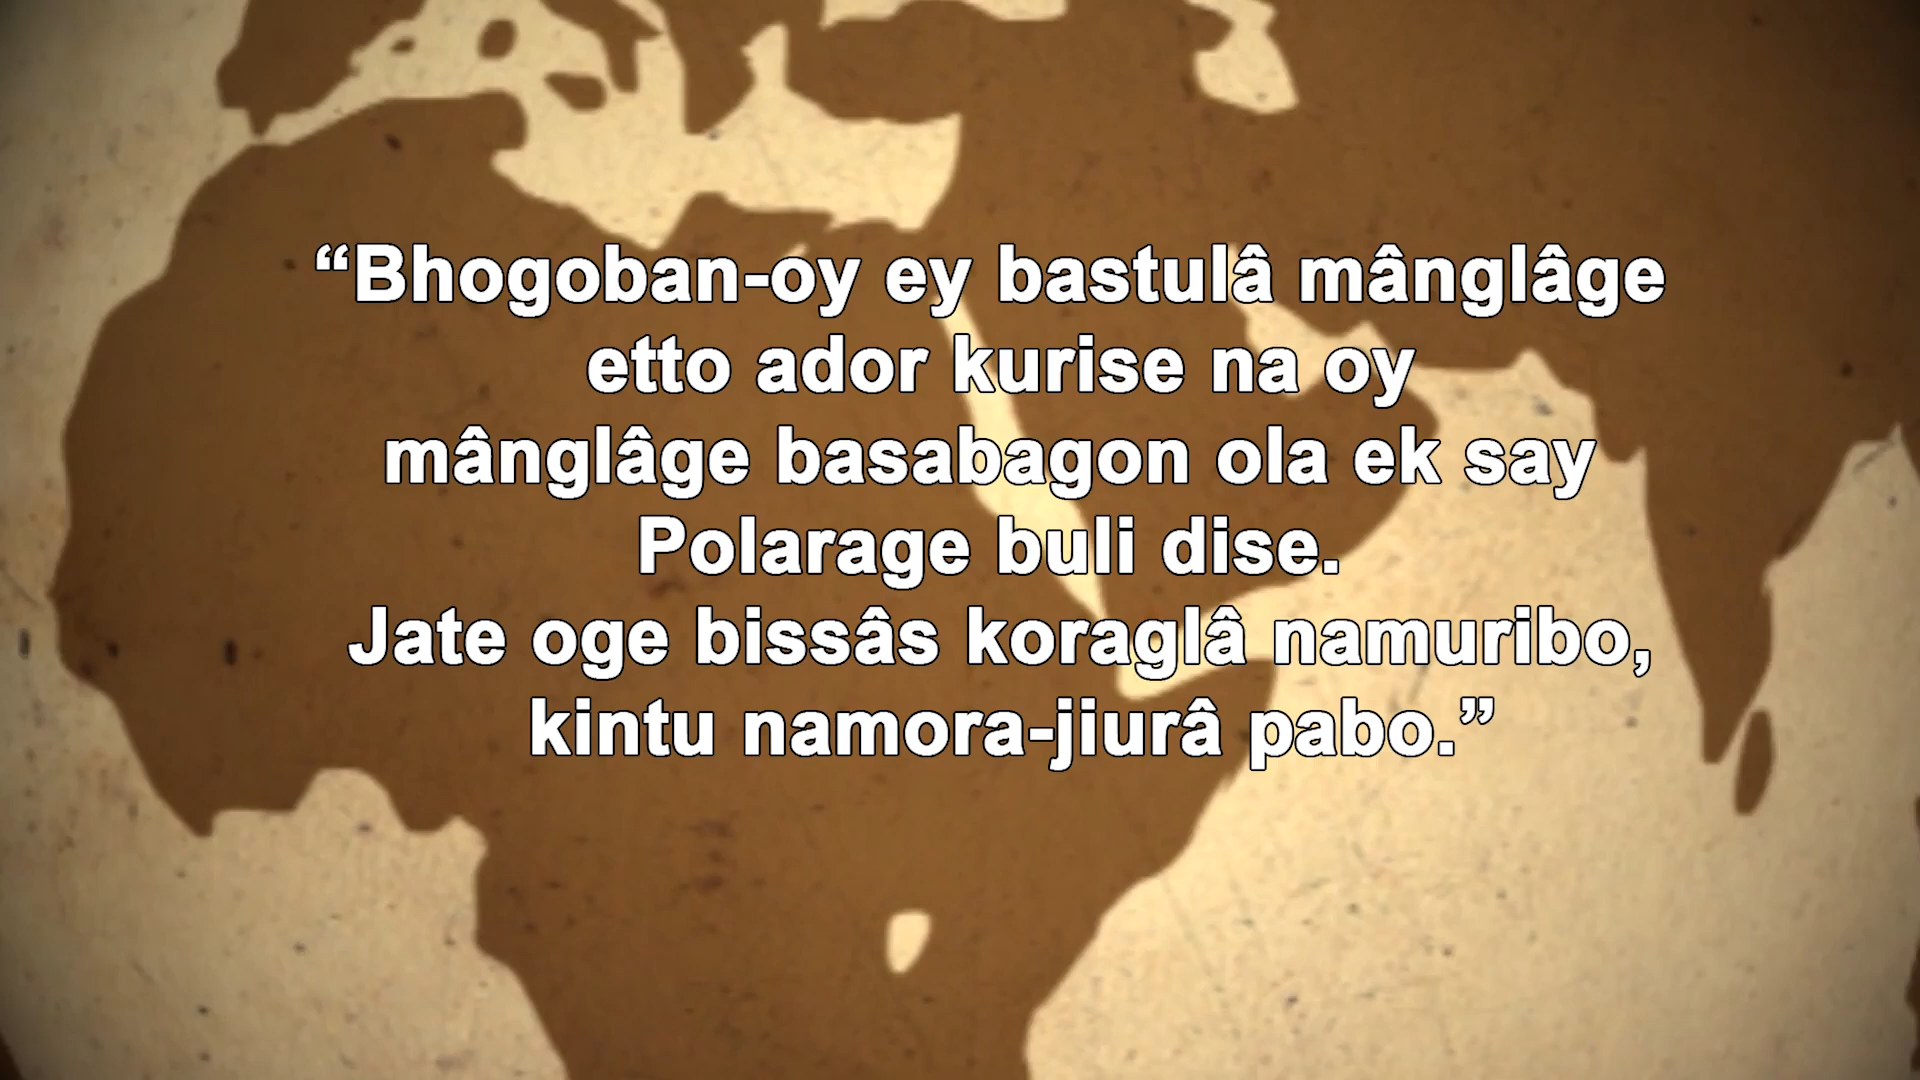 “Bhogoban-oy ey bastulâ mânglâge
etto ador kurise na oy
mânglâge basabagon ola ek say
Polarage buli dise.
Jate oge bissâs koraglâ namuribo,
kintu namora-jiurâ pabo.”